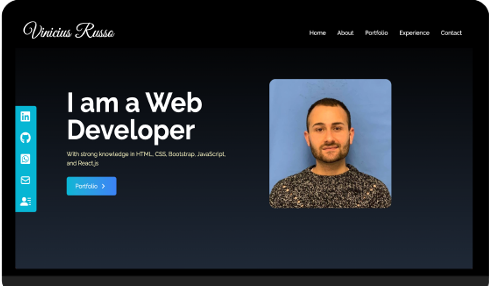 Vinicius Russo
Home About Portfolio Experience Contact
I am a Web
Developer
With strong knowledge in HTML, CSS, Bootstrap, JavaScript,
and React.js
Portfolio